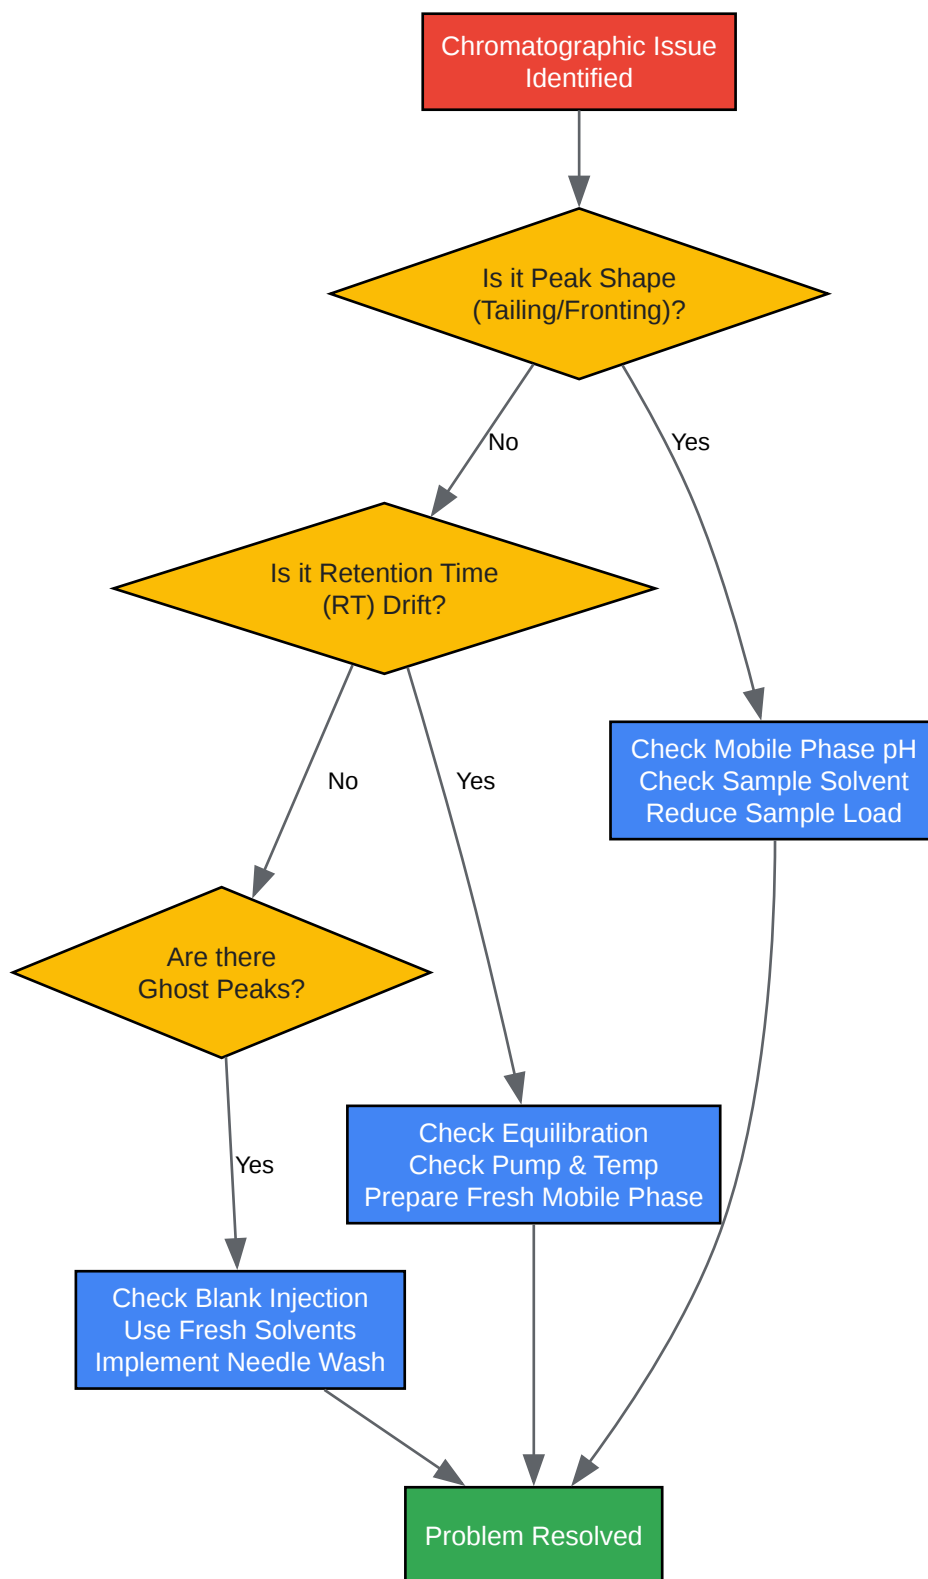 Chromatographic Issue
Identified
Is it Peak Shape
(Tailing/Fronting)?
No
Yes
Is it Retention Time
(RT) Drift?
No
Yes
Check Mobile Phase pH
Check Sample Solvent
Reduce Sample Load
Are there
Ghost Peaks?
Yes
Check Equilibration
Check Pump & Temp
Prepare Fresh Mobile Phase
Check Blank Injection
Use Fresh Solvents
Implement Needle Wash
Problem Resolved